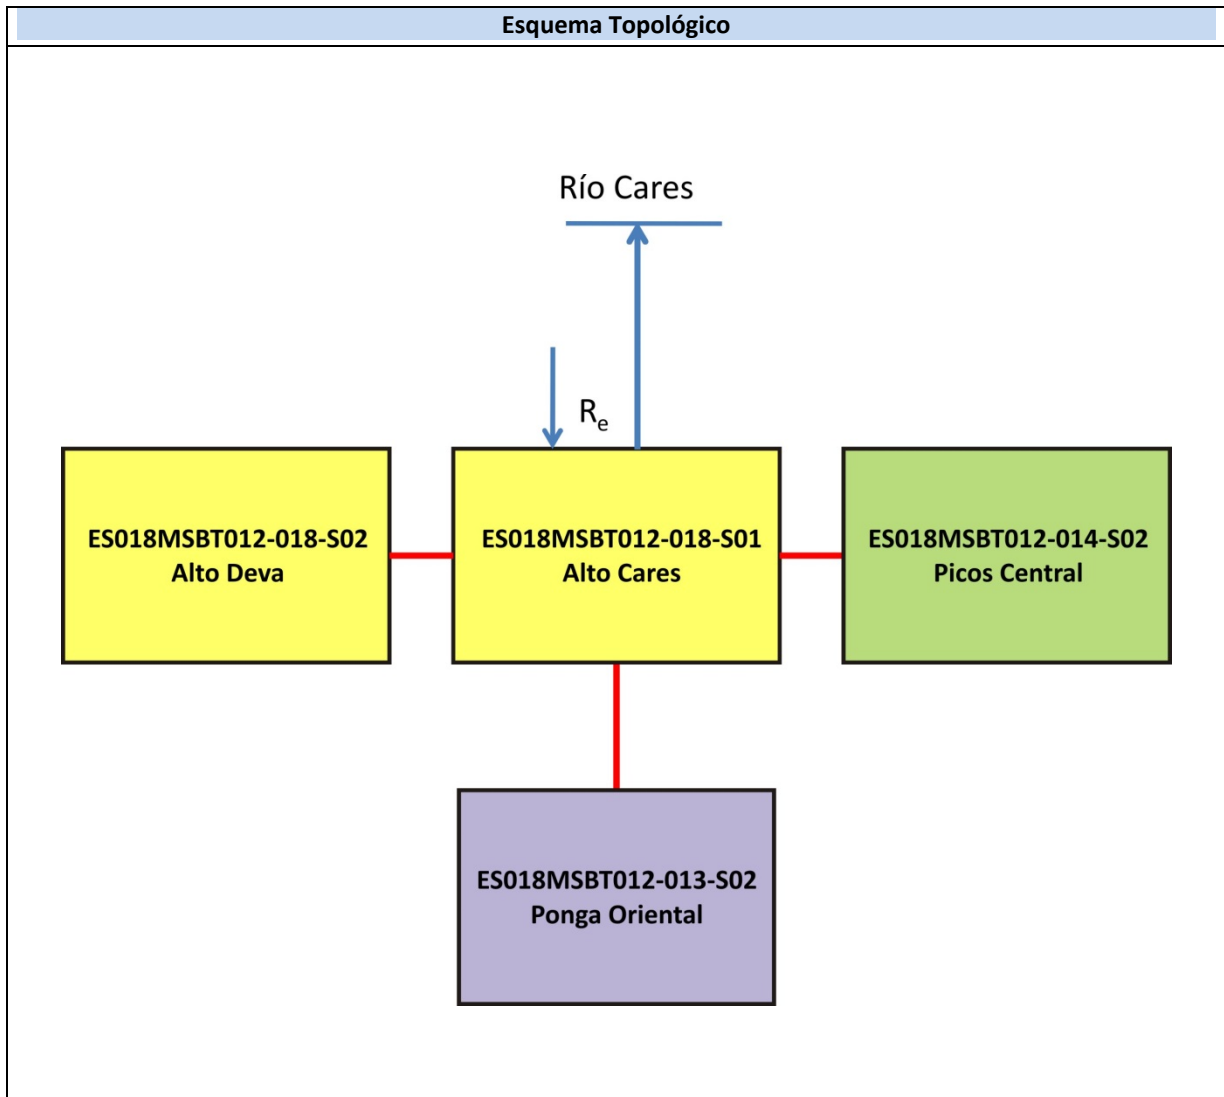 Esquema Topológico
Río Cares
Re
ES018MSBT012-018-S02
Alto Deva
ES018MSBT012-018-S01
Alto Cares
ES018MSBT012-014-S02
Picos Central
ES018MSBT012-013-S02
Ponga Oriental